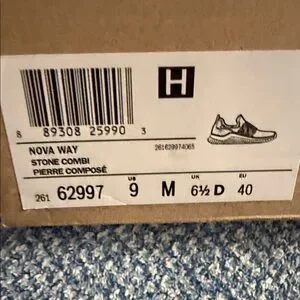 H
8 89308 25990 3
NOVA WAY 261629974065
STONE COMBI
PIERRE COMPOSÉ
US UK EU
261 62997 9 M 6½ D 40